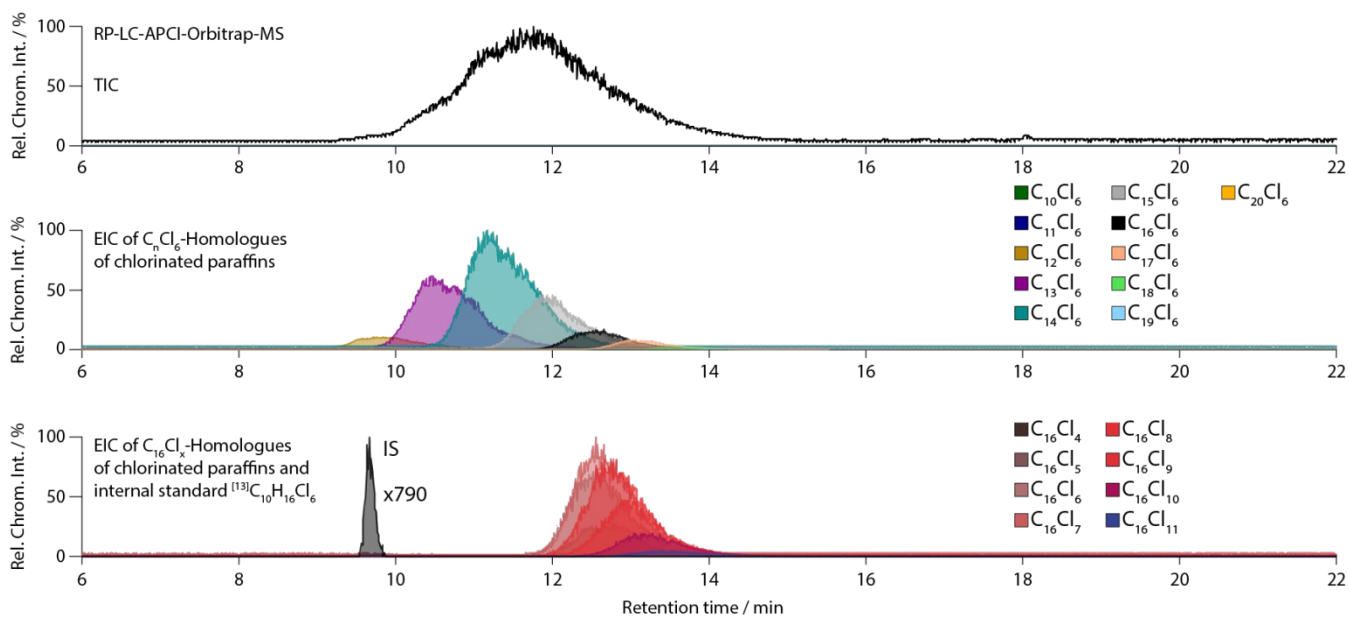 Rel. Chrom. Int. / %
100
50
0
RP-LC-APCI-Orbitrap-MS
TIC
6 8 10 12 14 16 18 20 22
C₁₀Cl₆ C₁₅Cl₆ C₂₀Cl₆
C₁₁Cl₆ C₁₆Cl₆
C₁₂Cl₆ C₁₇Cl₆
C₁₃Cl₆ C₁₈Cl₆
C₁₄Cl₆ C₁₉Cl₆
Rel. Chrom. Int. / %
100
50
0
EIC of CₙCl₆-Homologues
of chlorinated paraffins
6 8 10 12 14 16 18 20 22
Rel. Chrom. Int. / %
100
50
0
EIC of C₁₆Clₓ-Homologues
of chlorinated paraffins and
internal standard ⁽¹³⁾C₁₀H₁₆Cl₆
IS
x790
C₁₆Cl₄ C₁₆Cl₈
C₁₆Cl₅ C₁₆Cl₉
C₁₆Cl₆ C₁₆Cl₁₀
C₁₆Cl₇ C₁₆Cl₁₁
6 8 10 12 14 16 18 20 22
Retention time / min